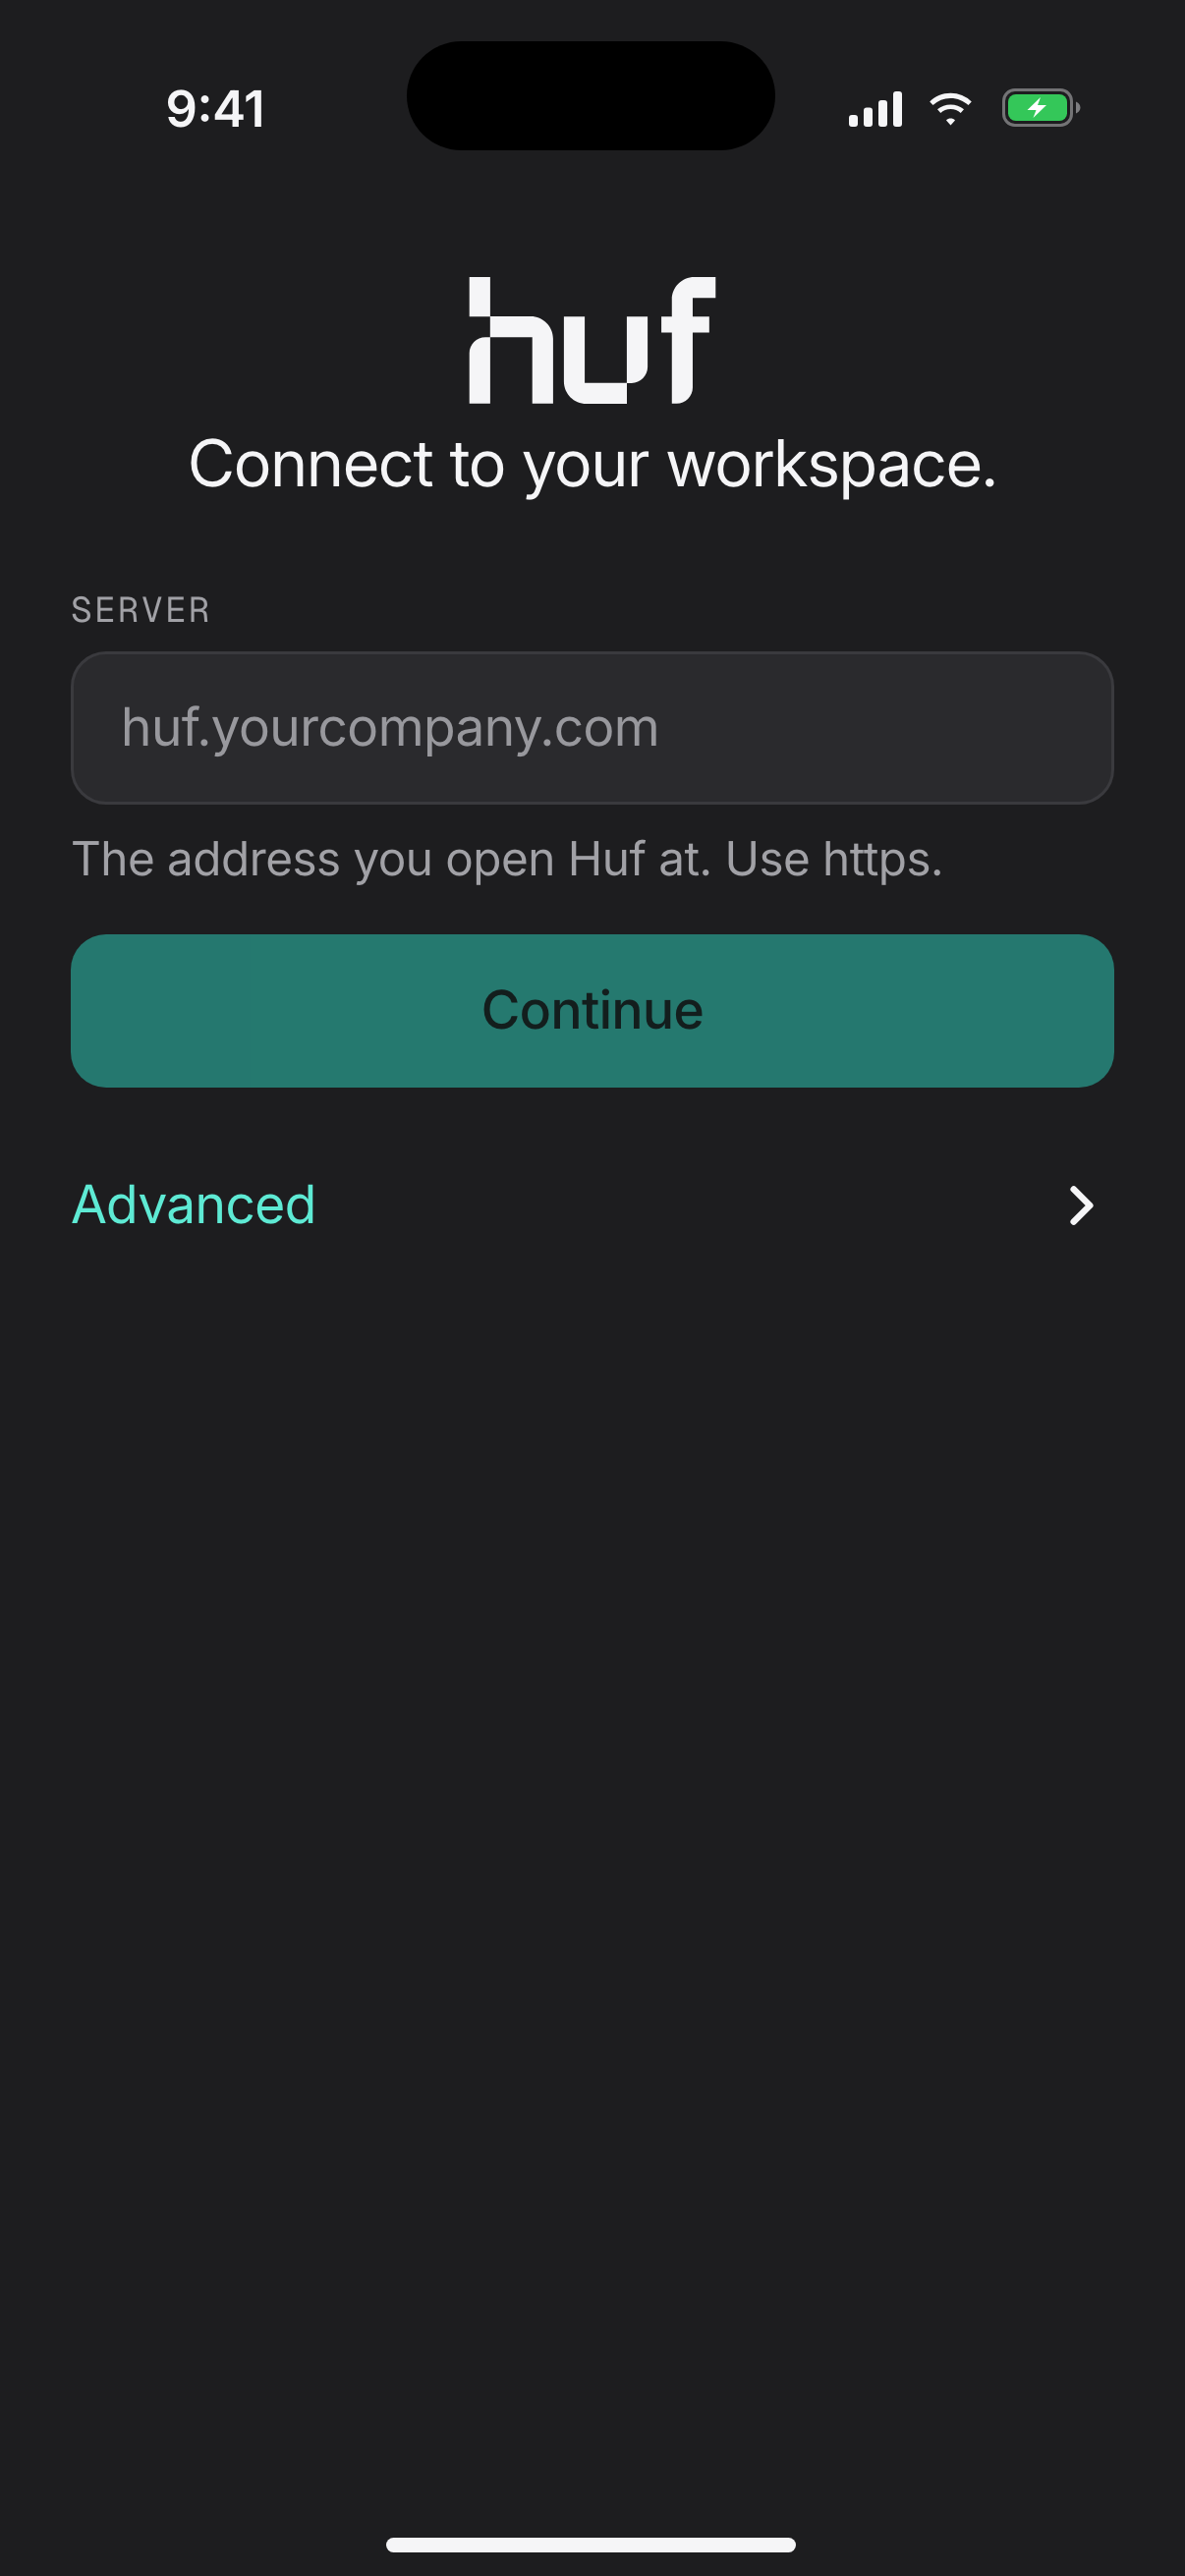 9:41
huf
Connect to your workspace.
SERVER
huf.yourcompany.com
The address you open Huf at. Use https.
Continue
Advanced